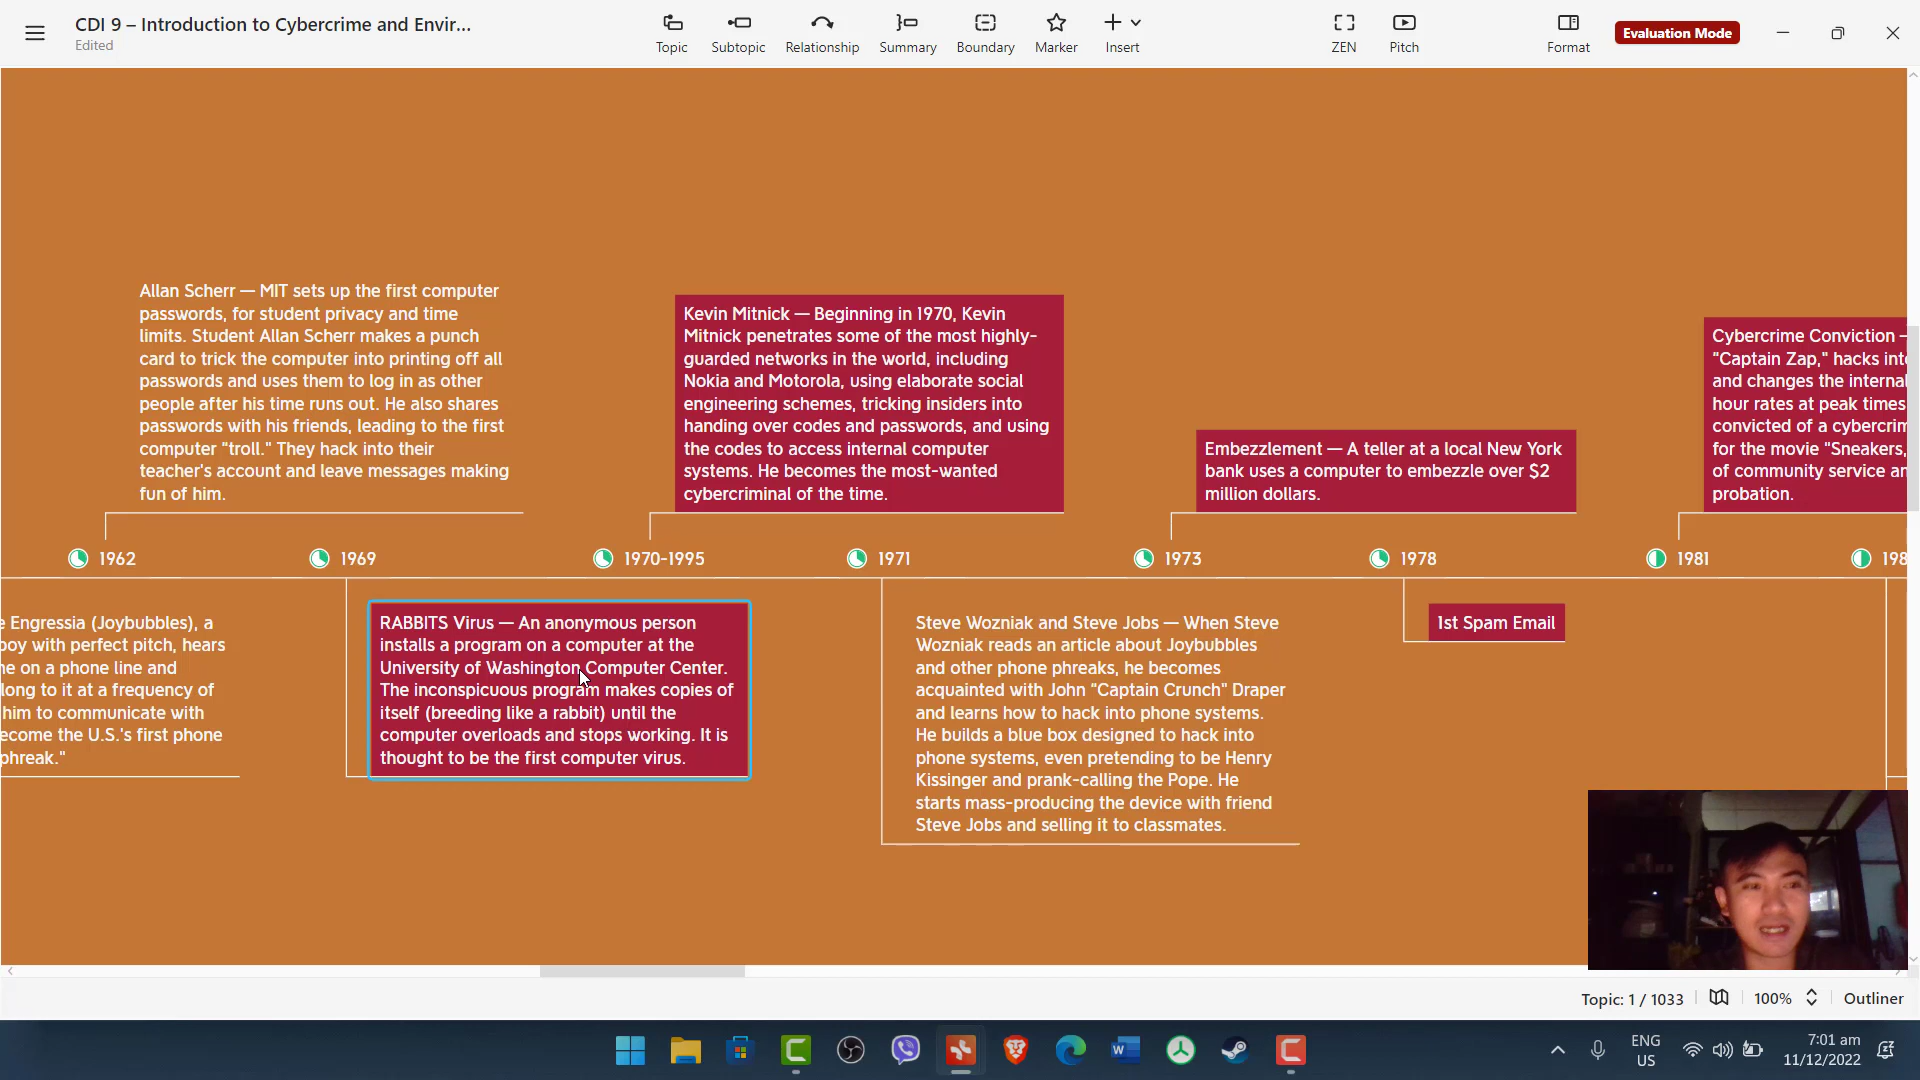 CDI 9 – Introduction to Cybercrime and Envir...
Edited
Topic
Subtopic
Relationship
Summary
Boundary
Marker
Insert
ZEN
Pitch
Format
Evaluation Mode
Allan Scherr — MIT sets up the first computer
passwords, for student privacy and time
limits. Student Allan Scherr makes a punch
card to trick the computer into printing off all
passwords and uses them to log in as other
people after his time runs out. He also shares
passwords with his friends, leading to the first
computer "troll." They hack into their
teacher's account and leave messages making
fun of him.
Kevin Mitnick — Beginning in 1970, Kevin
Mitnick penetrates some of the most highly-
guarded networks in the world, including
Nokia and Motorola, using elaborate social
engineering schemes, tricking insiders into
handing over codes and passwords, and using
the codes to access internal computer
systems. He becomes the most-wanted
cybercriminal of the time.
Embezzlement — A teller at a local New York
bank uses a computer to embezzle over $2
million dollars.
Cybercrime Conviction —
"Captain Zap," hacks int
and changes the internal
hour rates at peak times
convicted of a cybercrim
for the movie "Sneakers,
of community service an
probation.
1962
1969
1970-1995
1971
1973
1978
1981
198
e Engressia (Joybubbles), a
boy with perfect pitch, hears
ne on a phone line and
long to it at a frequency of
him to communicate with
ecome the U.S.'s first phone
phreak."
RABBITS Virus — An anonymous person
installs a program on a computer at the
University of Washington Computer Center.
The inconspicuous program makes copies of
itself (breeding like a rabbit) until the
computer overloads and stops working. It is
thought to be the first computer virus.
Steve Wozniak and Steve Jobs — When Steve
Wozniak reads an article about Joybubbles
and other phone phreaks, he becomes
acquainted with John "Captain Crunch" Draper
and learns how to hack into phone systems.
He builds a blue box designed to hack into
phone systems, even pretending to be Henry
Kissinger and prank-calling the Pope. He
starts mass-producing the device with friend
Steve Jobs and selling it to classmates.
1st Spam Email
Topic: 1 / 1033
100%
Outliner
ENG
US
7:01 am
11/12/2022